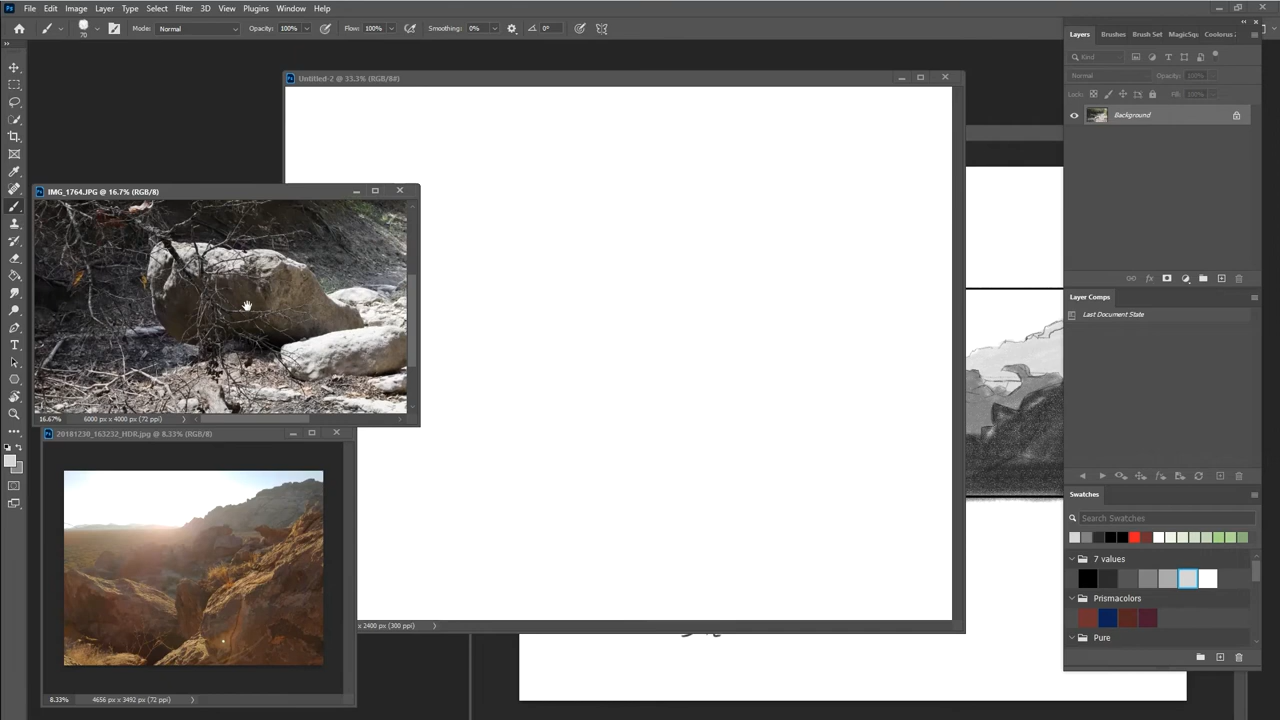 File Edit Image Layer Type Select Filter 3D View Plugins Window Help
70 Mode: Normal Opacity: 100% Flow: 100% Smoothing: 0% 0°
Layers Brushes Brush Set MagicSqu Coolorus
Kind
Normal Opacity: 100%
Lock: Fill: 100%
Background
Layer Comps
Last Document State
Swatches
Search Swatches
7 values
Prismacolors
Pure
Untitled-2 @ 33.3% (RGB/8#)
x 2400 px (300 ppi)
IMG_1764.JPG @ 16.7% (RGB/8)
16.67% 6000 px x 4000 px (72 ppi)
20181230_163232_HDR.jpg @ 8.33% (RGB/8)
8.33% 4656 px x 3492 px (72 ppi)